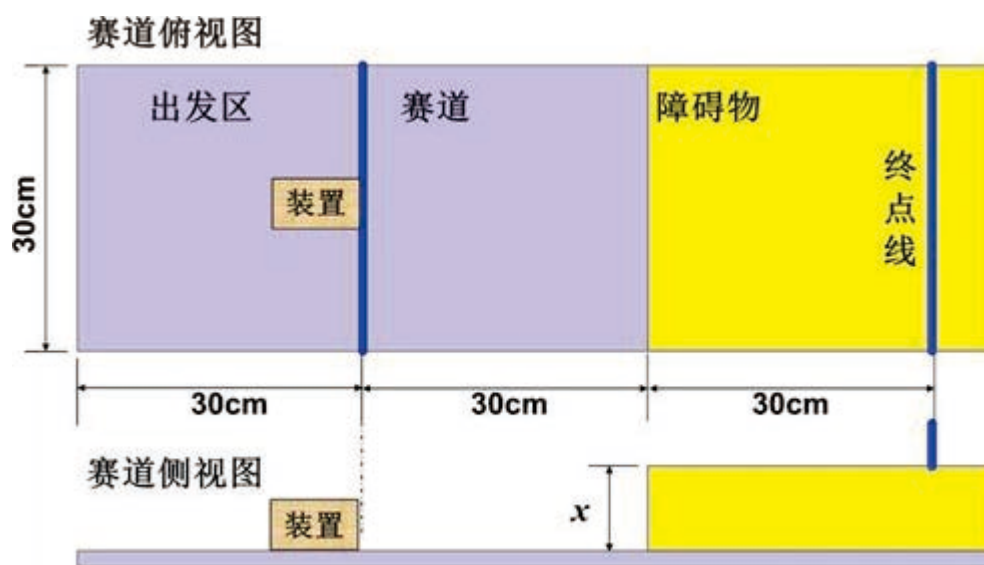 赛道俯视图
出发区
赛道
障碍物
装置
终点线
30cm
30cm
30cm
30cm
赛道侧视图
装置
x